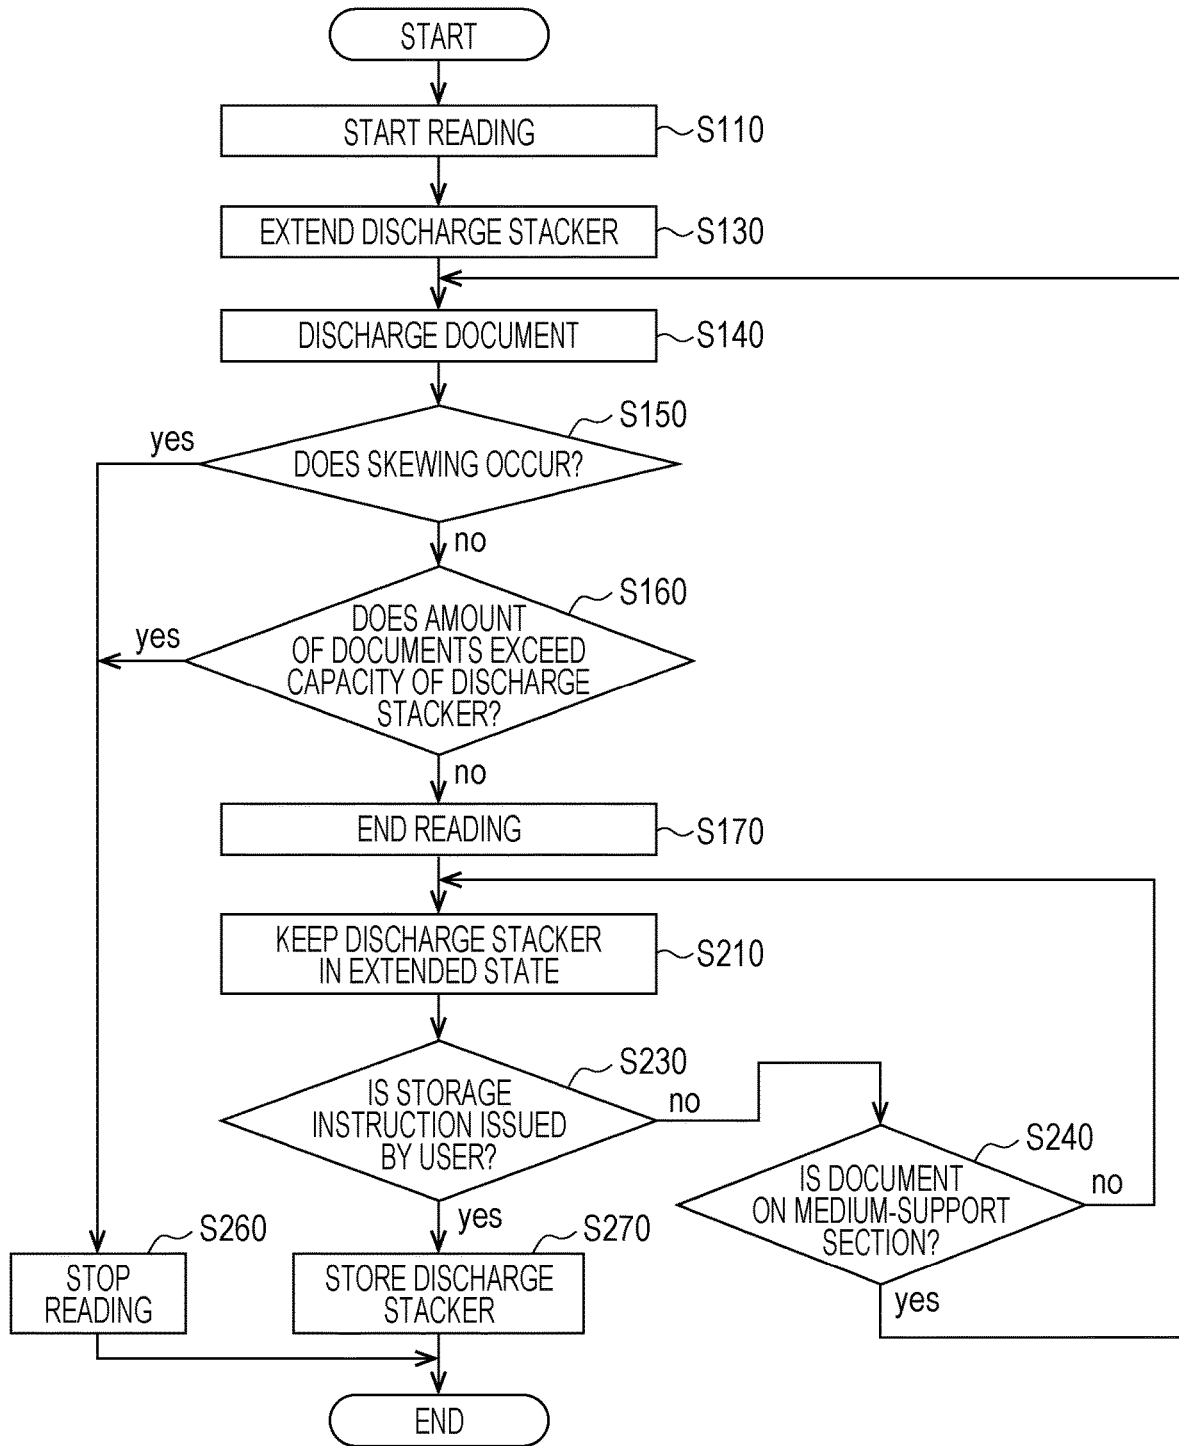 START
START READING
S110
EXTEND DISCHARGE STACKER
S130
DISCHARGE DOCUMENT
S140
S150
yes
DOES SKEWING OCCUR?
no
S160
yes
DOES AMOUNT
OF DOCUMENTS EXCEED
CAPACITY OF DISCHARGE
STACKER?
no
END READING
S170
KEEP DISCHARGE STACKER
IN EXTENDED STATE
S210
S230
IS STORAGE
INSTRUCTION ISSUED
BY USER?
no
S240
IS DOCUMENT
ON MEDIUM-SUPPORT
SECTION?
no
yes
yes
S260
S270
STOP
READING
STORE DISCHARGE
STACKER
END